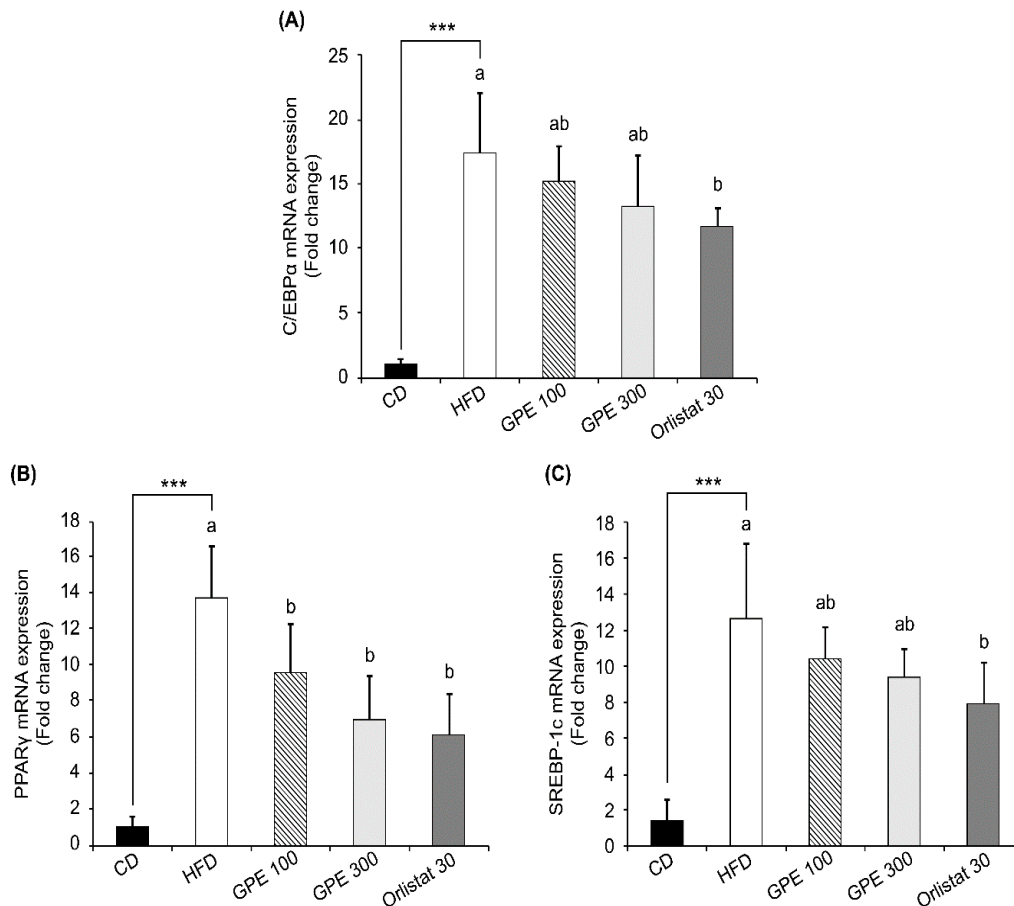 (A)
***
C/EBPα mRNA expression
(Fold change)
25
20
15
10
5
0
a
ab
ab
b
CD
HFD
GPE 100
GPE 300
Orlistat 30
(B)
***
PPARγ mRNA expression
(Fold change)
18
16
14
12
10
8
6
4
2
0
a
b
b
b
CD
HFD
GPE 100
GPE 300
Orlistat 30
(C)
***
SREBP-1c mRNA expression
(Fold change)
18
16
14
12
10
8
6
4
2
0
a
ab
ab
b
CD
HFD
GPE 100
GPE 300
Orlistat 30